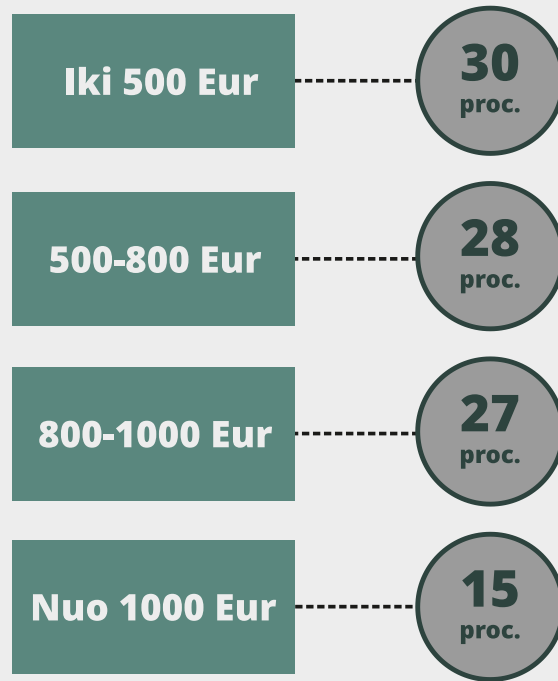 Iki 500 Eur
30
proc.
500-800 Eur
28
proc.
800-1000 Eur
27
proc.
Nuo 1000 Eur
15
proc.